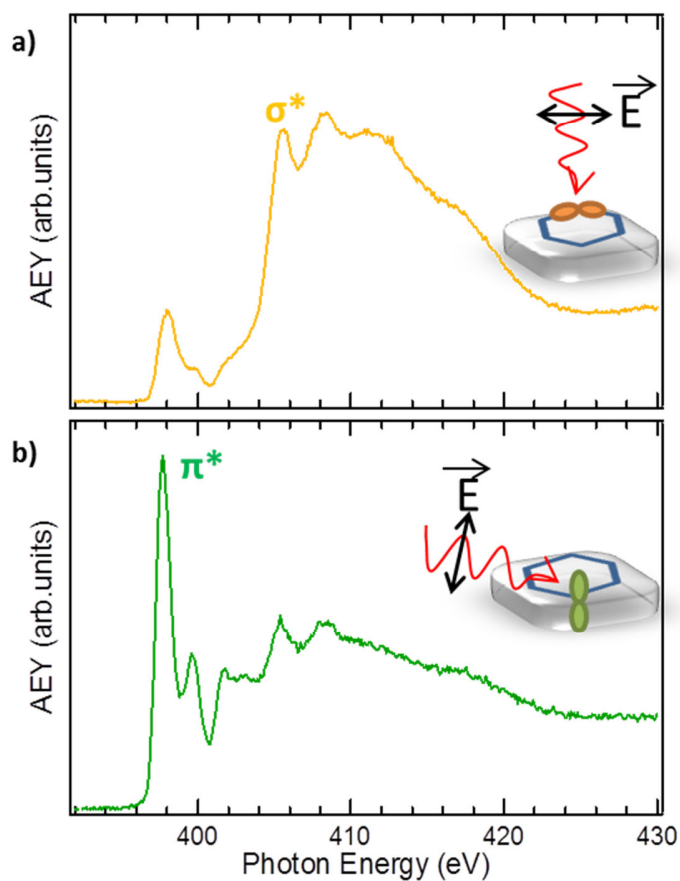 a)
σ*
E
AEY (arb.units)
b)
π*
E
AEY (arb.units)
400 410 420 430
Photon Energy (eV)